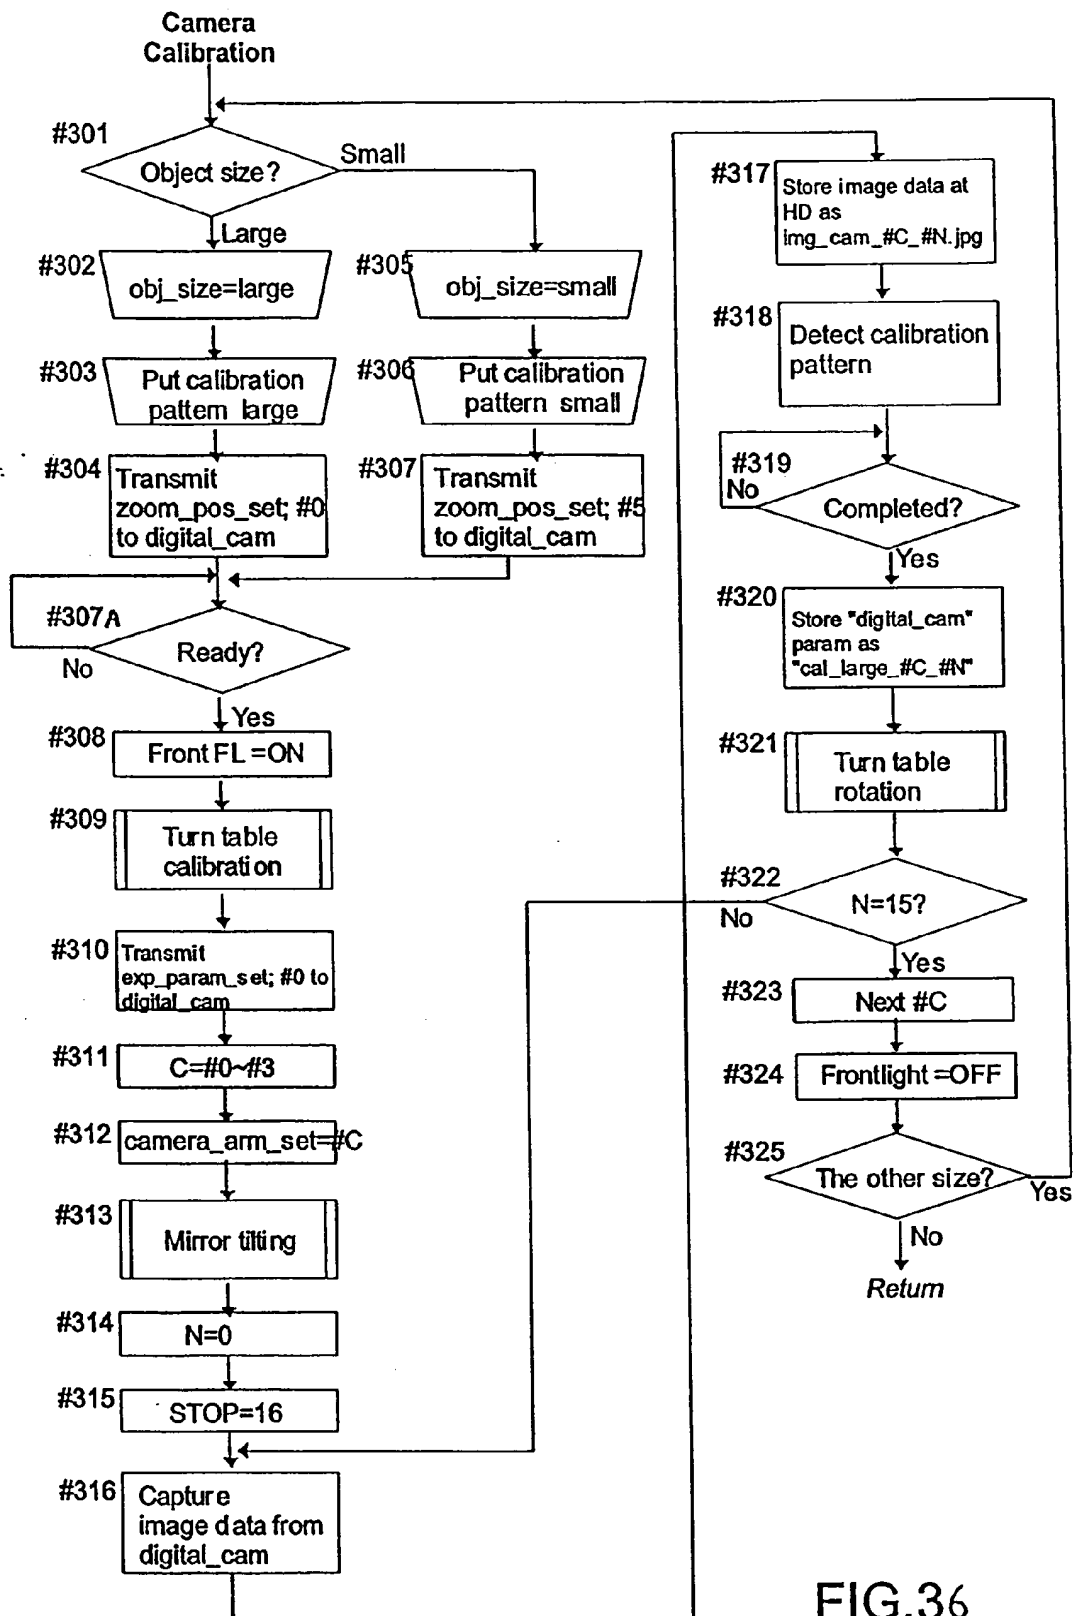 Camera
Calibration
#301
Object size?
Small
Large
#302
obj_size=large
#305
obj_size=small
#303
Put calibration
pattern large
#306
Put calibration
pattern small
#304
Transmit
zoom_pos_set; #0
to digital_cam
#307
Transmit
zoom_pos_set; #5
to digital_cam
#307A
Ready?
No
Yes
#308
Front FL=ON
#309
Turn table
calibration
#310
Transmit
exp_param_set; #0 to
digital_cam
#311
C=#0~#3
#312
camera_arm_set=#C
#313
Mirror tilting
#314
N=0
#315
STOP=16
#316
Capture
image data from
digital_cam
#317
Store image data at
HD as
img_cam_#C_#N.jpg
#318
Detect calibration
pattern
#319
No
Completed?
Yes
#320
Store "digital_cam"
param as
"cal_large_#C_#N"
#321
Turn table
rotation
#322
No
N=15?
Yes
#323
Next #C
#324
Frontlight=OFF
#325
The other size?
Yes
No
Return
FIG.36